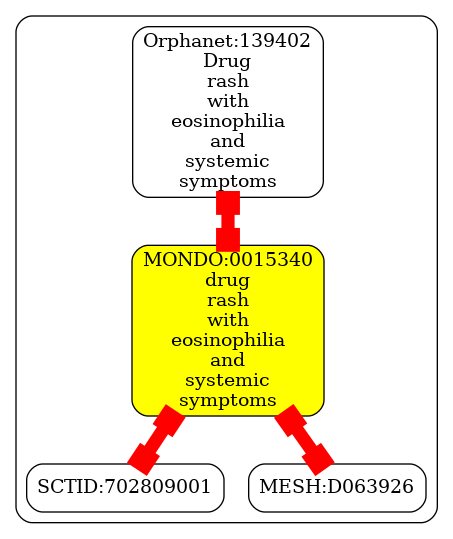 Orphanet:139402
Drug
rash
with
eosinophilia
and
systemic
symptoms
MONDO:0015340
drug
rash
with
eosinophilia
and
systemic
symptoms
SCTID:702809001
MESH:D063926